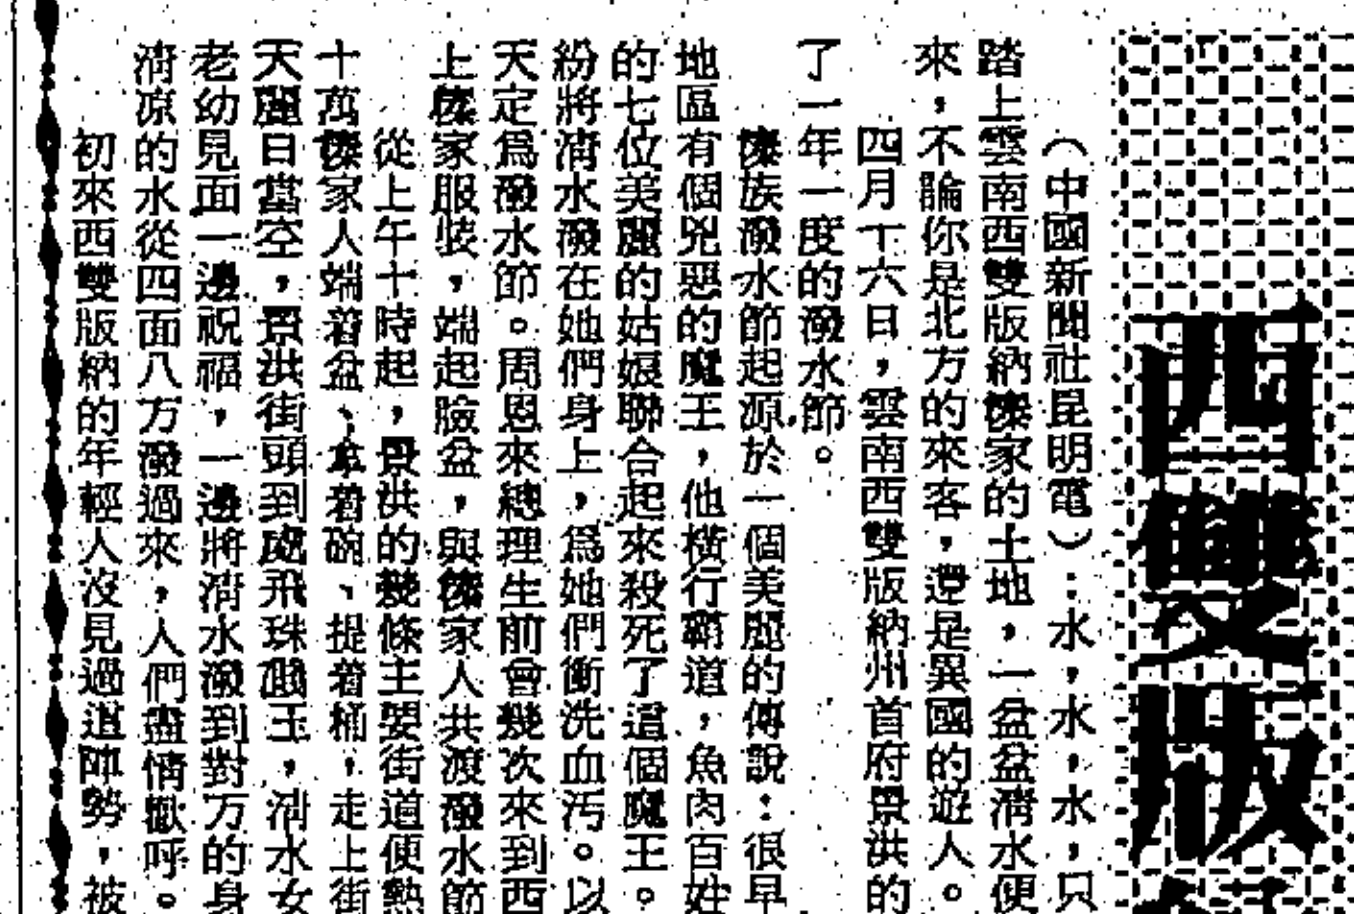 西雙版
（中國新聞社昆明電）：水，水，水，只
踏上雲南西雙版納傣家的土地，一盆盆清水便
來，不論你是北方的來客，還是異國的遊人。
四月十六日，雲南西雙版納州首府景洪的
了一年一度的潑水節。
傣族潑水節起源於一個美麗的傳說：很早
地區有個兇惡的魔王，他橫行霸道，魚肉百姓
的七位美麗的姑娘聯合起來殺死了這個魔王。
紛將清水潑在她們身上，爲她們衝洗血污。以
天定爲潑水節。周恩來總理生前曾幾次來到西
上傣家服裝，端起臉盆，與傣家人共渡潑水節
從上午十時起，景洪的幾條主要街道便熱
十萬傣家人端着盆、拿着碗、提着桶，走上街
天麗日當空，景洪街頭到處飛珠濺玉，清水女
老幼見面一邊祝福，一邊將清水潑到對方的身
清凉的水從四面八方潑過來，人們盡情歡呼。
初來西雙版納的年輕人沒見過這陣勢，被